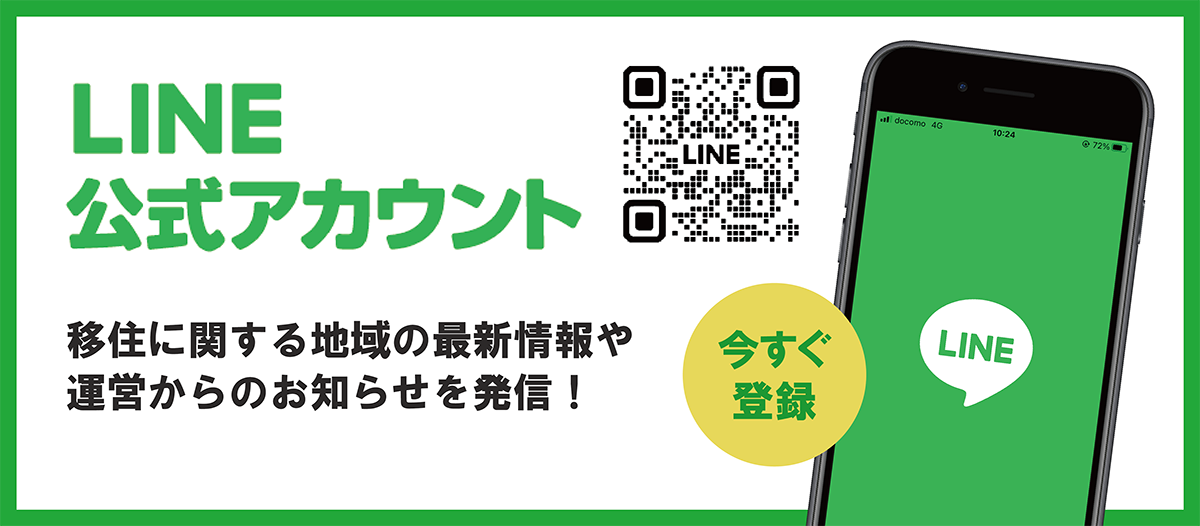 LINE
公式アカウント
LINE
移住に関する地域の最新情報や
運営からのお知らせを発信！
今すぐ
登録
docomo 4G
10:24
72%
LINE